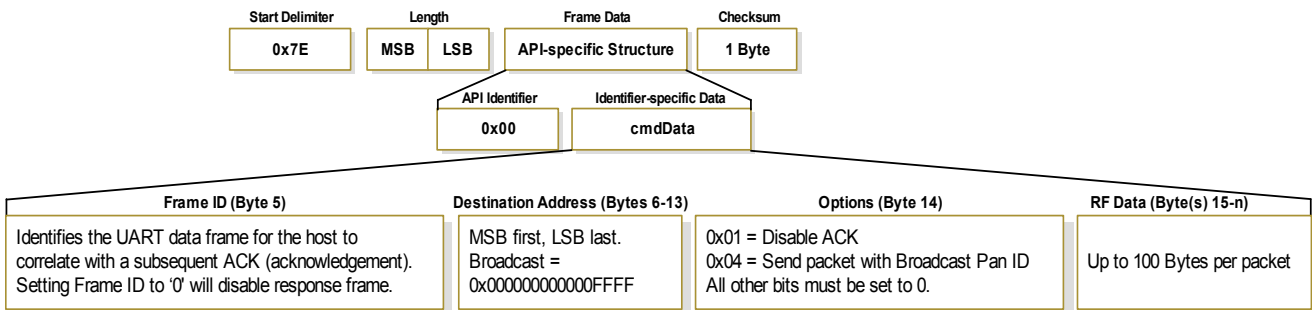 Start Delimiter
Length
Frame Data
Checksum
0x7E
MSB
LSB
API-specific Structure
1 Byte
API Identifier
Identifier-specific Data
0x00
cmdData
Frame ID (Byte 5)
Destination Address (Bytes 6-13)
Options (Byte 14)
RF Data (Byte(s) 15-n)
Identifies the UART data frame for the host to
correlate with a subsequent ACK (acknowledgement).
Setting Frame ID to ‘0' will disable response frame.
MSB first, LSB last.
Broadcast =
0x000000000000FFFF
0x01 = Disable ACK
0x04 = Send packet with Broadcast Pan ID
All other bits must be set to 0.
Up to 100 Bytes per packet